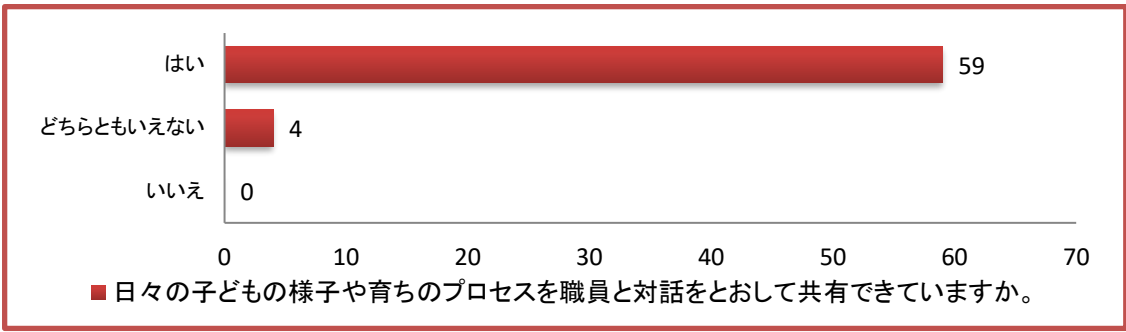 はい 59
どちらともいえない 4
いいえ 0
0 10 20 30 40 50 60 70
日々の子どもの様子や育ちのプロセスを職員と対話をとおして共有できていますか。